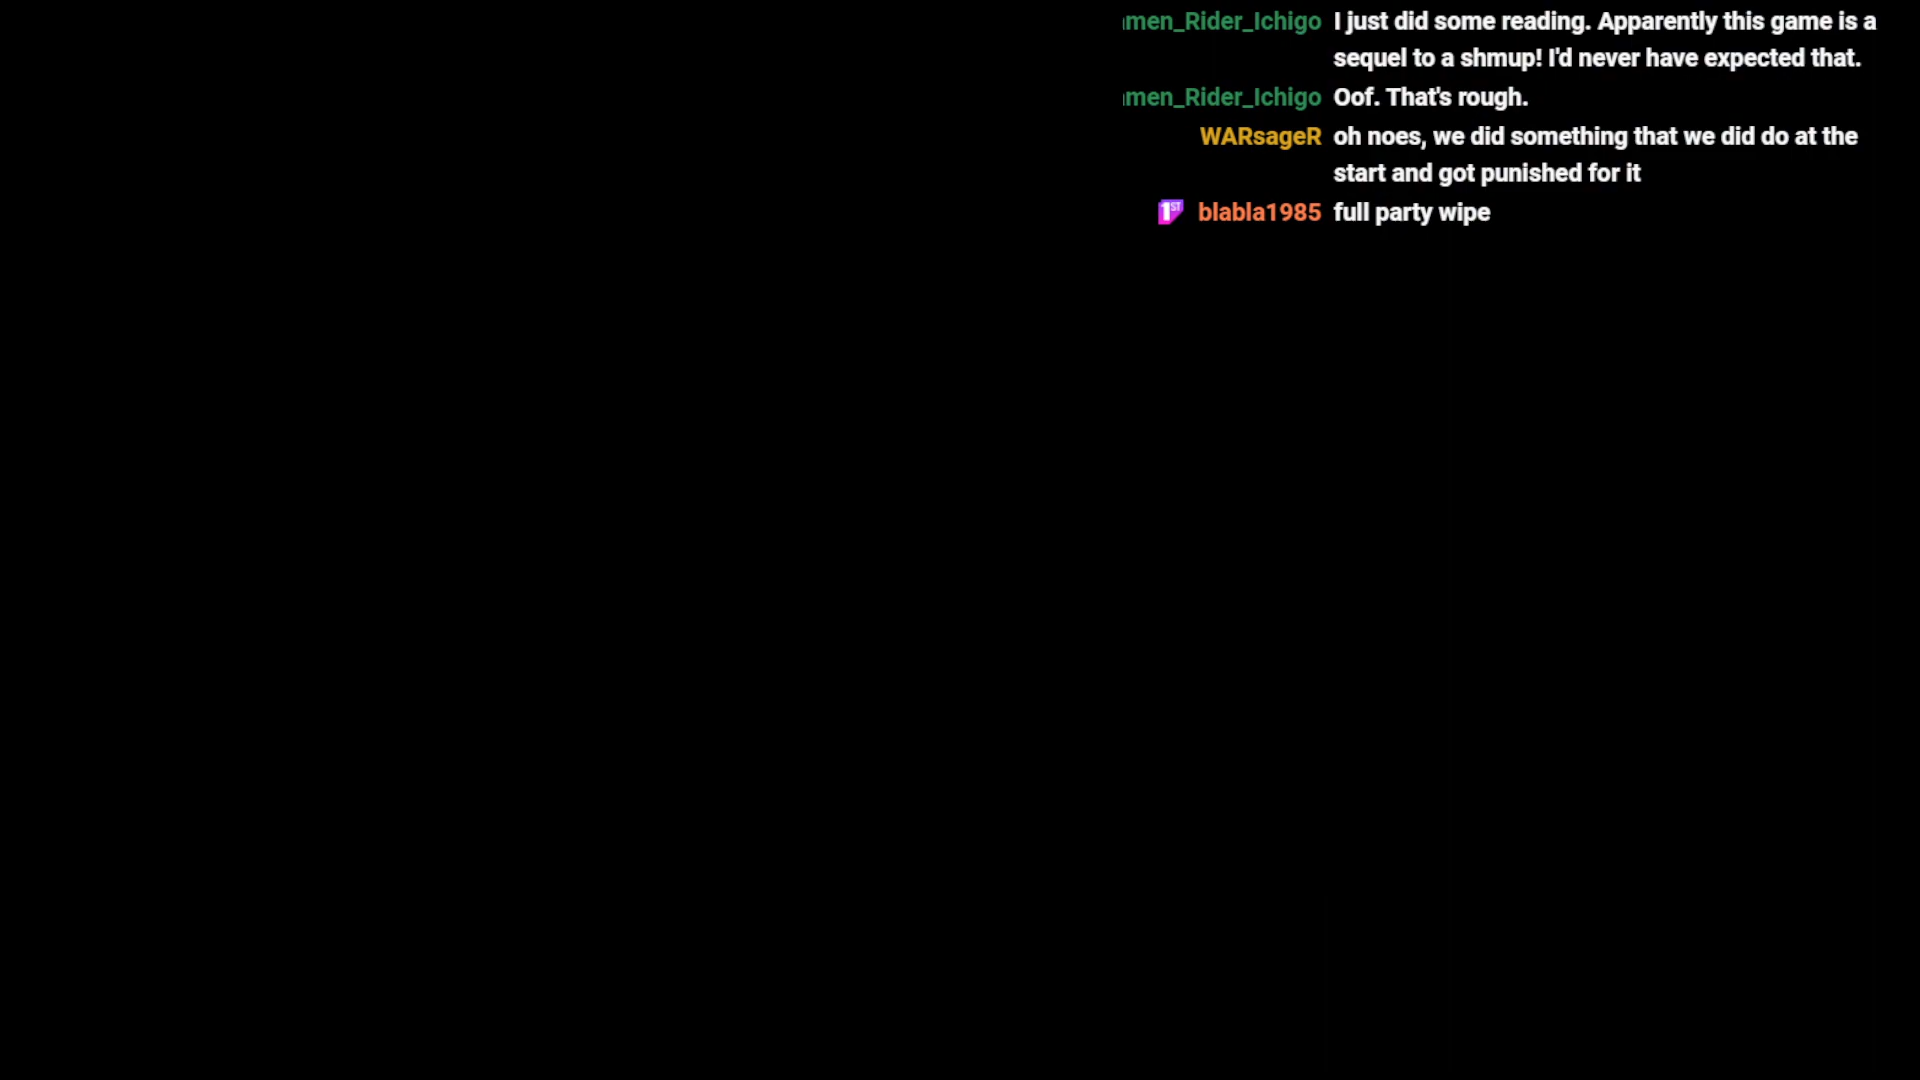 men_Rider_Ichigo I just did some reading. Apparently this game is a
sequel to a shmup! I'd never have expected that.
men_Rider_Ichigo Oof. That's rough.
WARsageR oh noes, we did something that we did do at the
start and got punished for it
1ST blabla1985 full party wipe